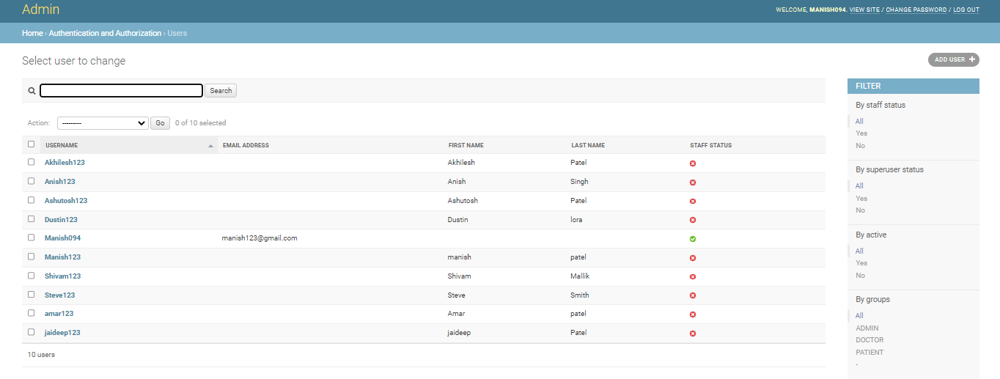 Admin
WELCOME, MANISH094. VIEW SITE / CHANGE PASSWORD / LOG OUT
Home › Authentication and Authorization › Users
Select user to change
ADD USER +
Search
Action: --------- Go 0 of 10 selected
USERNAME EMAIL ADDRESS FIRST NAME LAST NAME STAFF STATUS
Akhilesh123 Akhilesh Patel
Anish123 Anish Singh
Ashutosh123 Ashutosh Patel
Dustin123 Dustin lora
Manish094 manish123@gmail.com
Manish123 manish patel
Shivam123 Shivam Mallik
Steve123 Steve Smith
amar123 Amar patel
jaideep123 jaideep Patel
10 users
FILTER
By staff status
All
Yes
No
By superuser status
All
Yes
No
By active
All
Yes
No
By groups
All
ADMIN
DOCTOR
PATIENT
-